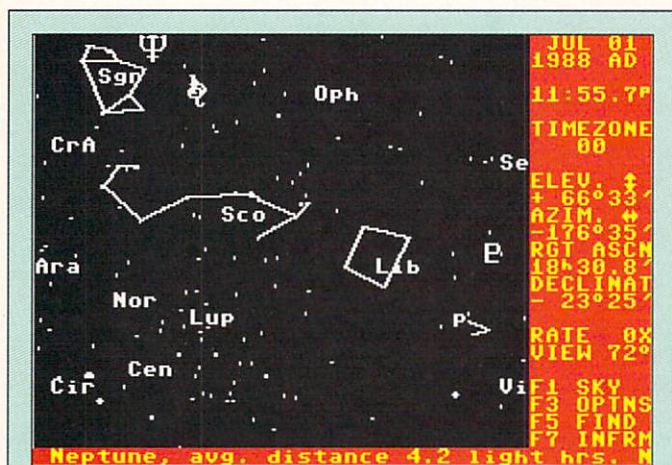 Sgn
Oph
CrA
Se
Sco
Ara
Lib
Nor
Lup
P
Cen
Cir
Vi
JUL 01
1988 AD
11:55.7P
TIMEZONE
00
ELEV. ↕
+ 66°33′
AZIM. ↔
-176°35′
RGT ASCN
18h30.8′
DECLINAT
- 23°25′
RATE 0X
VIEW 72°
F1 SKY
F3 OPTNS
F5 FIND
F7 INFRM
Neptune, avg. distance 4.2 light hrs. N